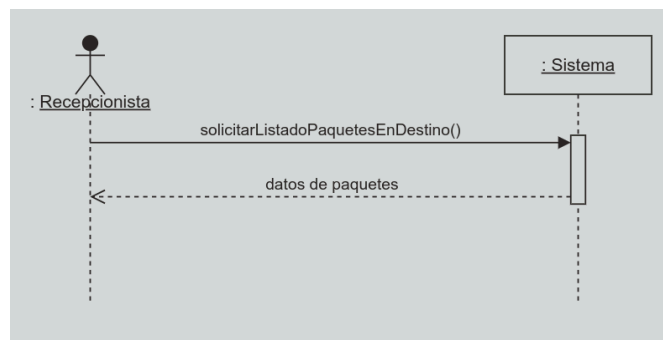 : Sistema
: Recepcionista
solicitarListadoPaquetesEnDestino()
datos de paquetes